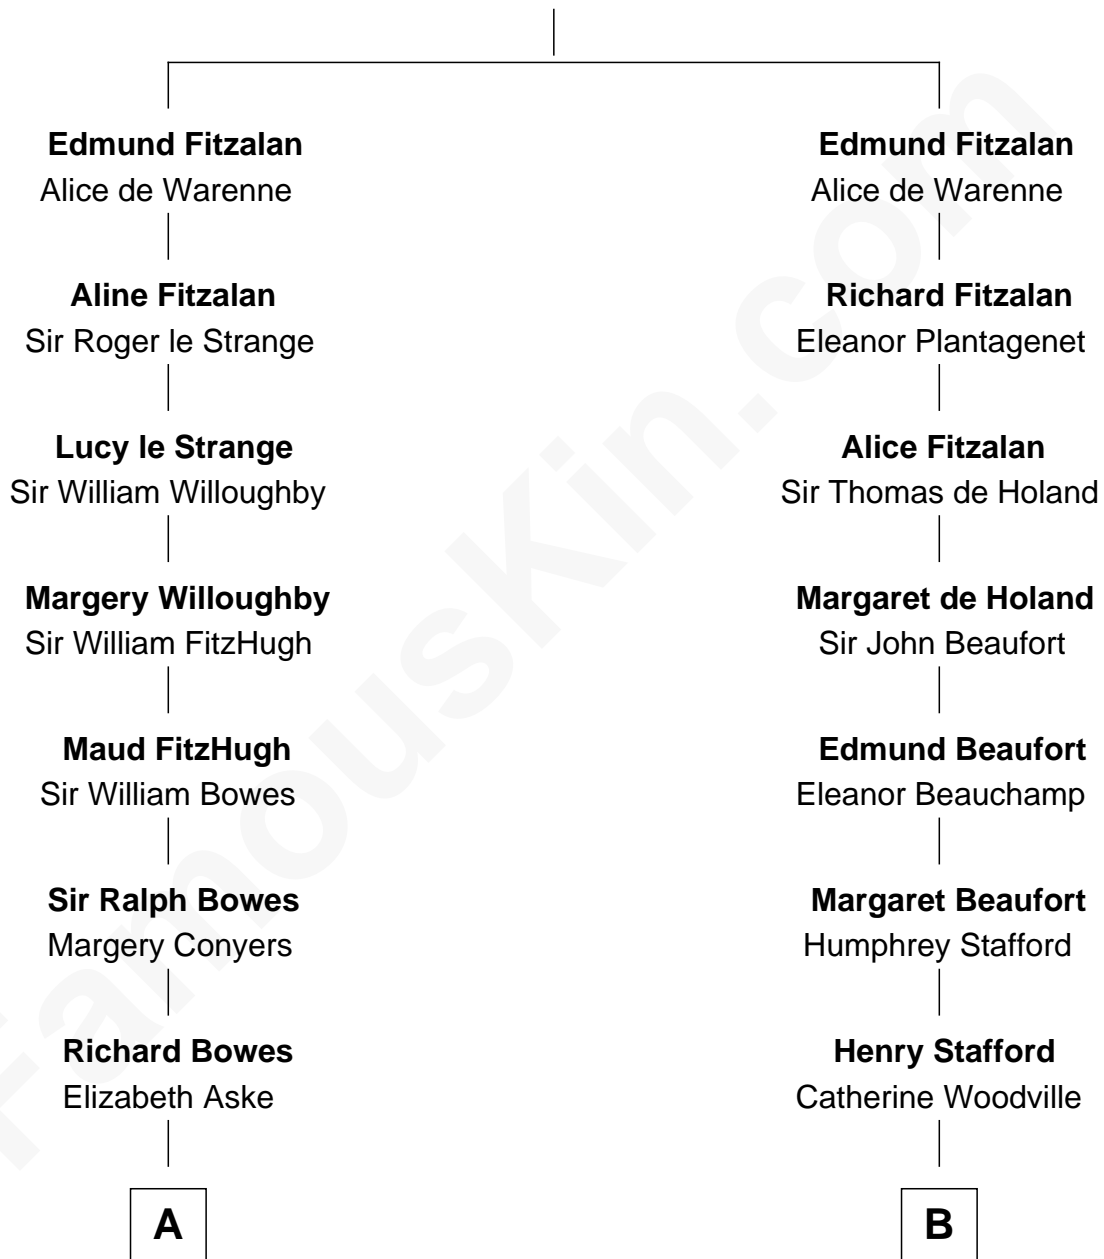 Edmund Fitzalan
Alice de Warenne
Aline Fitzalan
Sir Roger le Strange
Lucy le Strange
Sir William Willoughby
Margery Willoughby
Sir William FitzHugh
Maud FitzHugh
Sir William Bowes
Sir Ralph Bowes
Margery Conyers
Richard Bowes
Elizabeth Aske
A
Edmund Fitzalan
Alice de Warenne
Richard Fitzalan
Eleanor Plantagenet
Alice Fitzalan
Sir Thomas de Holand
Margaret de Holand
Sir John Beaufort
Edmund Beaufort
Eleanor Beauchamp
Margaret Beaufort
Humphrey Stafford
Henry Stafford
Catherine Woodville
B
FamousKin.com